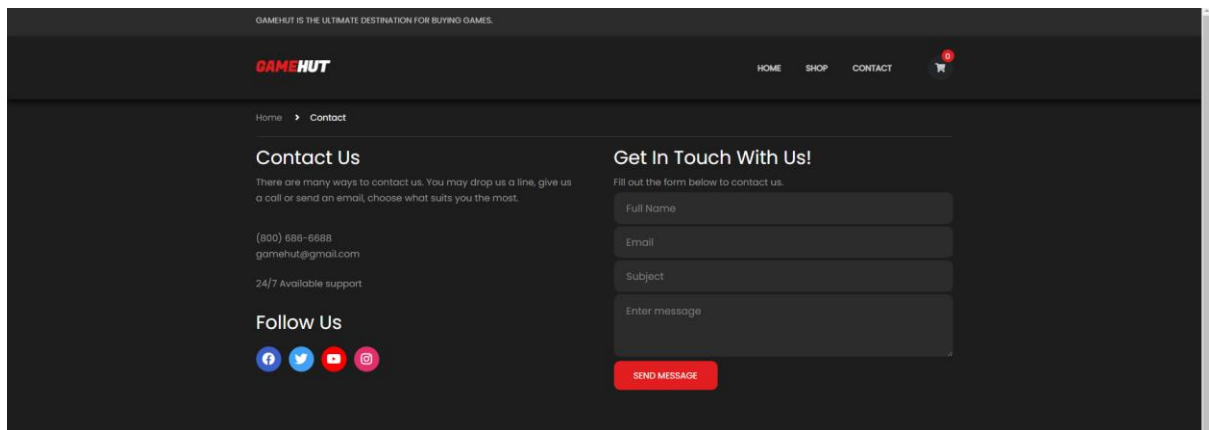 GAMEHUT IS THE ULTIMATE DESTINATION FOR BUYING GAMES.
GAMEHUT
HOME SHOP CONTACT 0
Home > Contact
Contact Us
There are many ways to contact us. You may drop us a line, give us
a call or send an email, choose what suits you the most.
(800) 686-6688
gamehut@gmail.com
24/7 Available support
Follow Us
Get In Touch With Us!
Fill out the form below to contact us.
Full Name
Email
Subject
Enter message
SEND MESSAGE